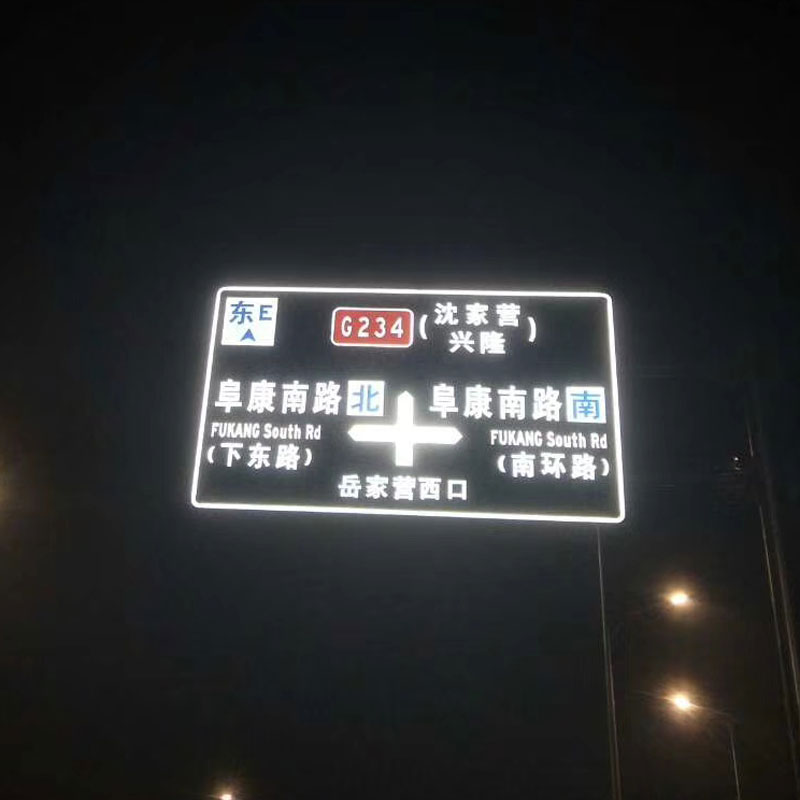 东E
G234
(沈家营
兴隆)
阜康南路北
FUKANG South Rd
(下东路)
阜康南路南
FUKANG South Rd
(南环路)
岳家营西口